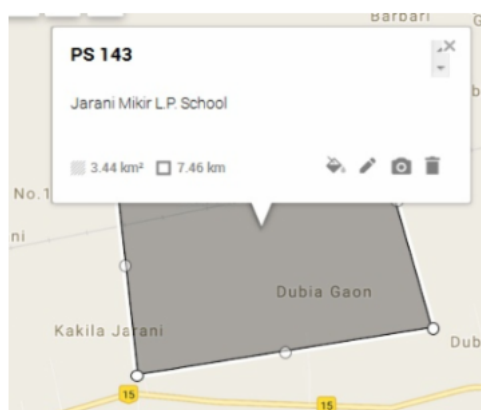 Barbari
PS 143
Jarani Mikir L.P. School
3.44 km² 7.46 km
No.1
ni
Dubia Gaon
Kakila Jarani
Dub
15
15